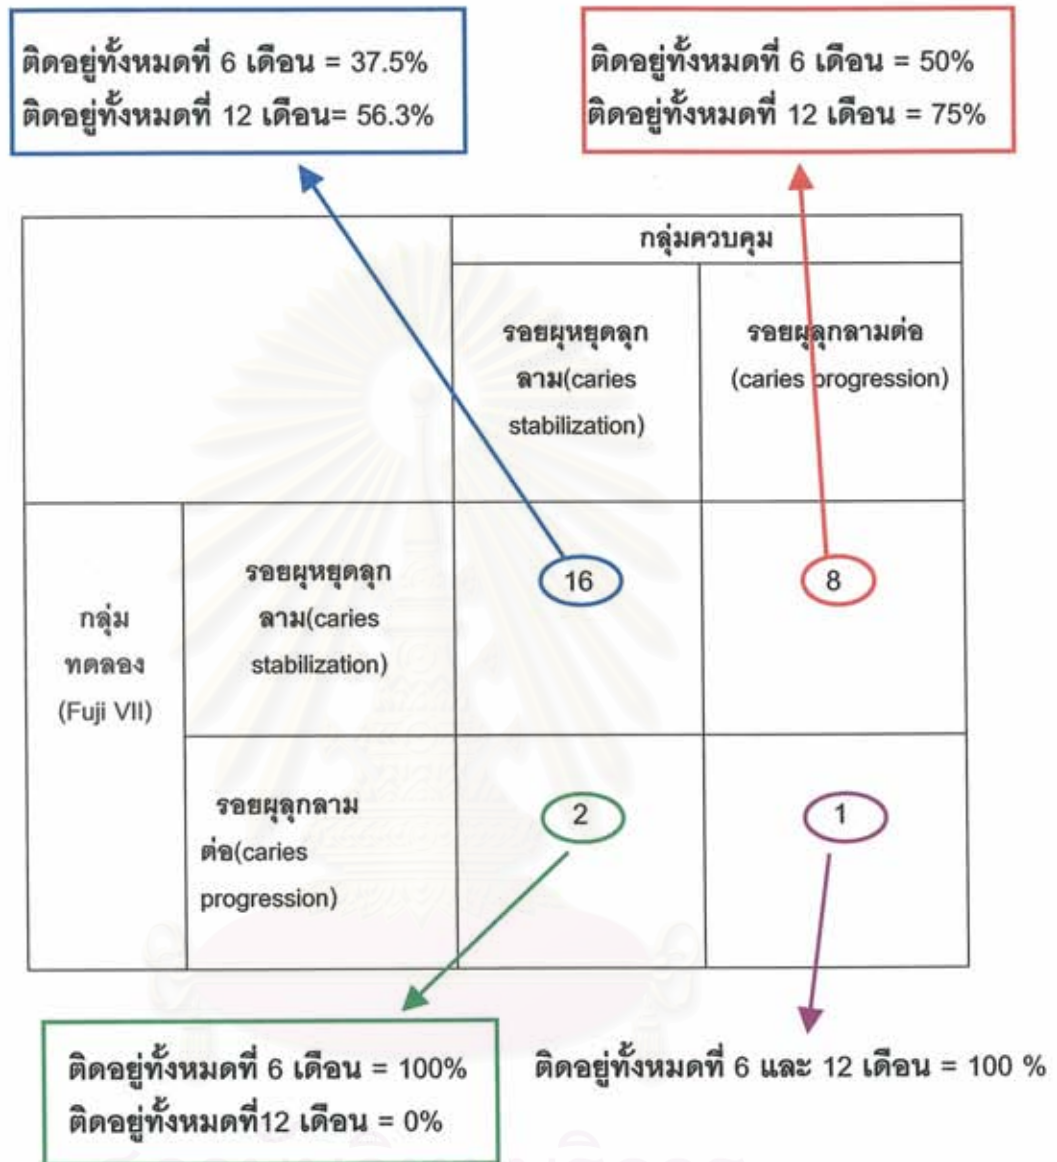 ติดอยู่ทั้งหมดที่ 6 เดือน = 37.5%
ติดอยู่ทั้งหมดที่ 12 เดือน= 56.3%
ติดอยู่ทั้งหมดที่ 6 เดือน = 50%
ติดอยู่ทั้งหมดที่ 12 เดือน = 75%
กลุ่มควบคุม
รอยผุหยุดลุก
ลาม(caries
stabilization)
รอยผุลุกลามต่อ
(caries progression)
กลุ่ม
ทดลอง
(Fuji VII)
รอยผุหยุดลุก
ลาม(caries
stabilization)
16
8
รอยผุลุกลาม
ต่อ(caries
progression)
2
1
ติดอยู่ทั้งหมดที่ 6 เดือน = 100%
ติดอยู่ทั้งหมดที่12 เดือน = 0%
ติดอยู่ทั้งหมดที่ 6 และ 12 เดือน = 100 %